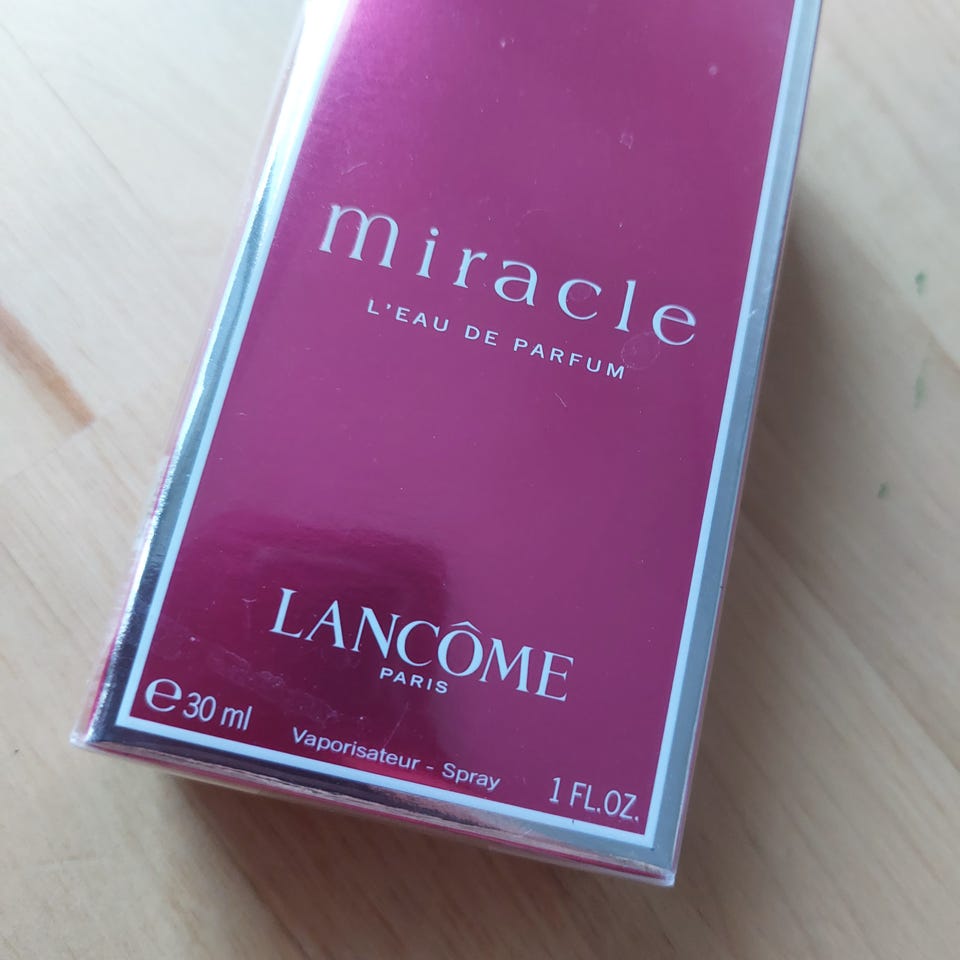 miracle
L'EAU DE PARFUM
LANCÔME
PARIS
℮ 30 ml
Vaporisateur - Spray
1 FL.OZ.